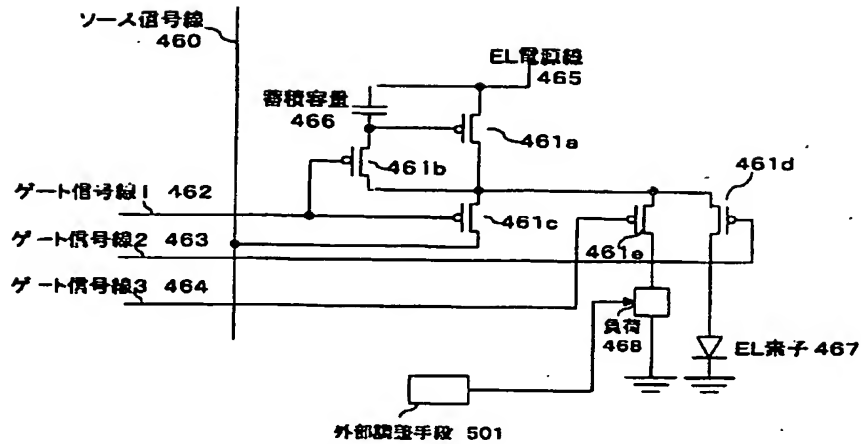 ソース信号線
460
EL電源線
465
蓄積容量
466
461a
461b
461d
ゲート信号線1 462
461c
461e
ゲート信号線2 463
ゲート信号線3 464
負荷
468
EL素子 467
外部調整手段 501